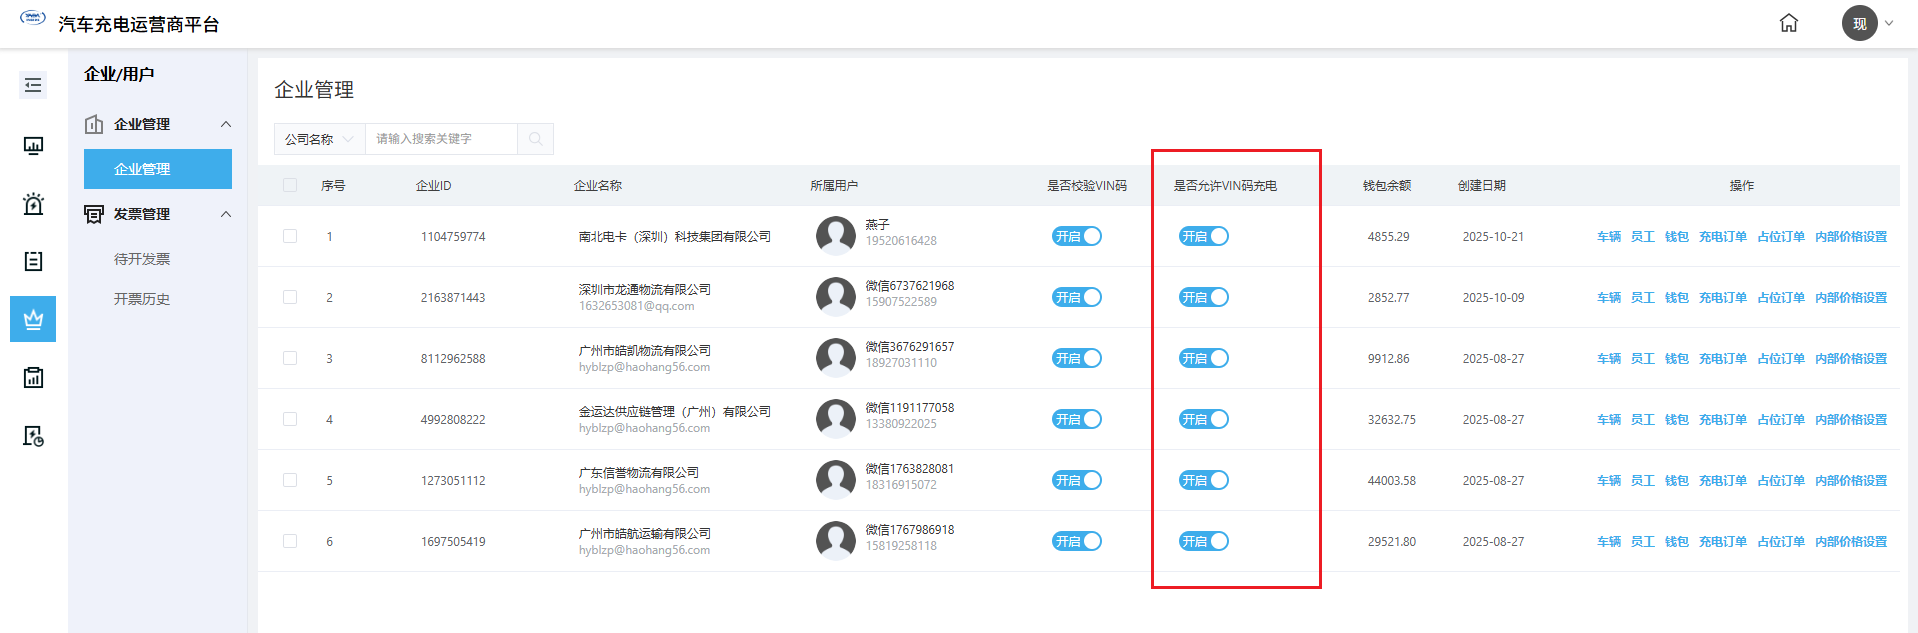 汽车充电运营商平台
现
企业/用户
企业管理
企业管理
发票管理
待开发票
开票历史
企业管理
公司名称 请输入搜索关键字
序号 企业ID 企业名称 所属用户 是否校验VIN码 是否允许VIN码充电 钱包余额 创建日期 操作
1 1104759774 南北电卡（深圳）科技集团有限公司 燕子 开启 开启 4855.29 2025-10-21 车辆 员工 钱包 充电订单 占位订单 内部价格设置
19520616428
2 2163871443 深圳市龙通物流有限公司 微信6737621968 开启 开启 2852.77 2025-10-09 车辆 员工 钱包 充电订单 占位订单 内部价格设置
1632653081@qq.com 15907522589
3 8112962588 广州市皓凯物流有限公司 微信3676291657 开启 开启 9912.86 2025-08-27 车辆 员工 钱包 充电订单 占位订单 内部价格设置
hyblzp@haohang56.com 18927031110
4 4992808222 金运达供应链管理（广州）有限公司 微信1191177058 开启 开启 32632.75 2025-08-27 车辆 员工 钱包 充电订单 占位订单 内部价格设置
hyblzp@haohang56.com 13380922025
5 1273051112 广东信誉物流有限公司 微信1763828081 开启 开启 44003.58 2025-08-27 车辆 员工 钱包 充电订单 占位订单 内部价格设置
hyblzp@haohang56.com 18316915072
6 1697505419 广州市皓航运输有限公司 微信1767986918 开启 开启 29521.80 2025-08-27 车辆 员工 钱包 充电订单 占位订单 内部价格设置
hyblzp@haohang56.com 15819258118